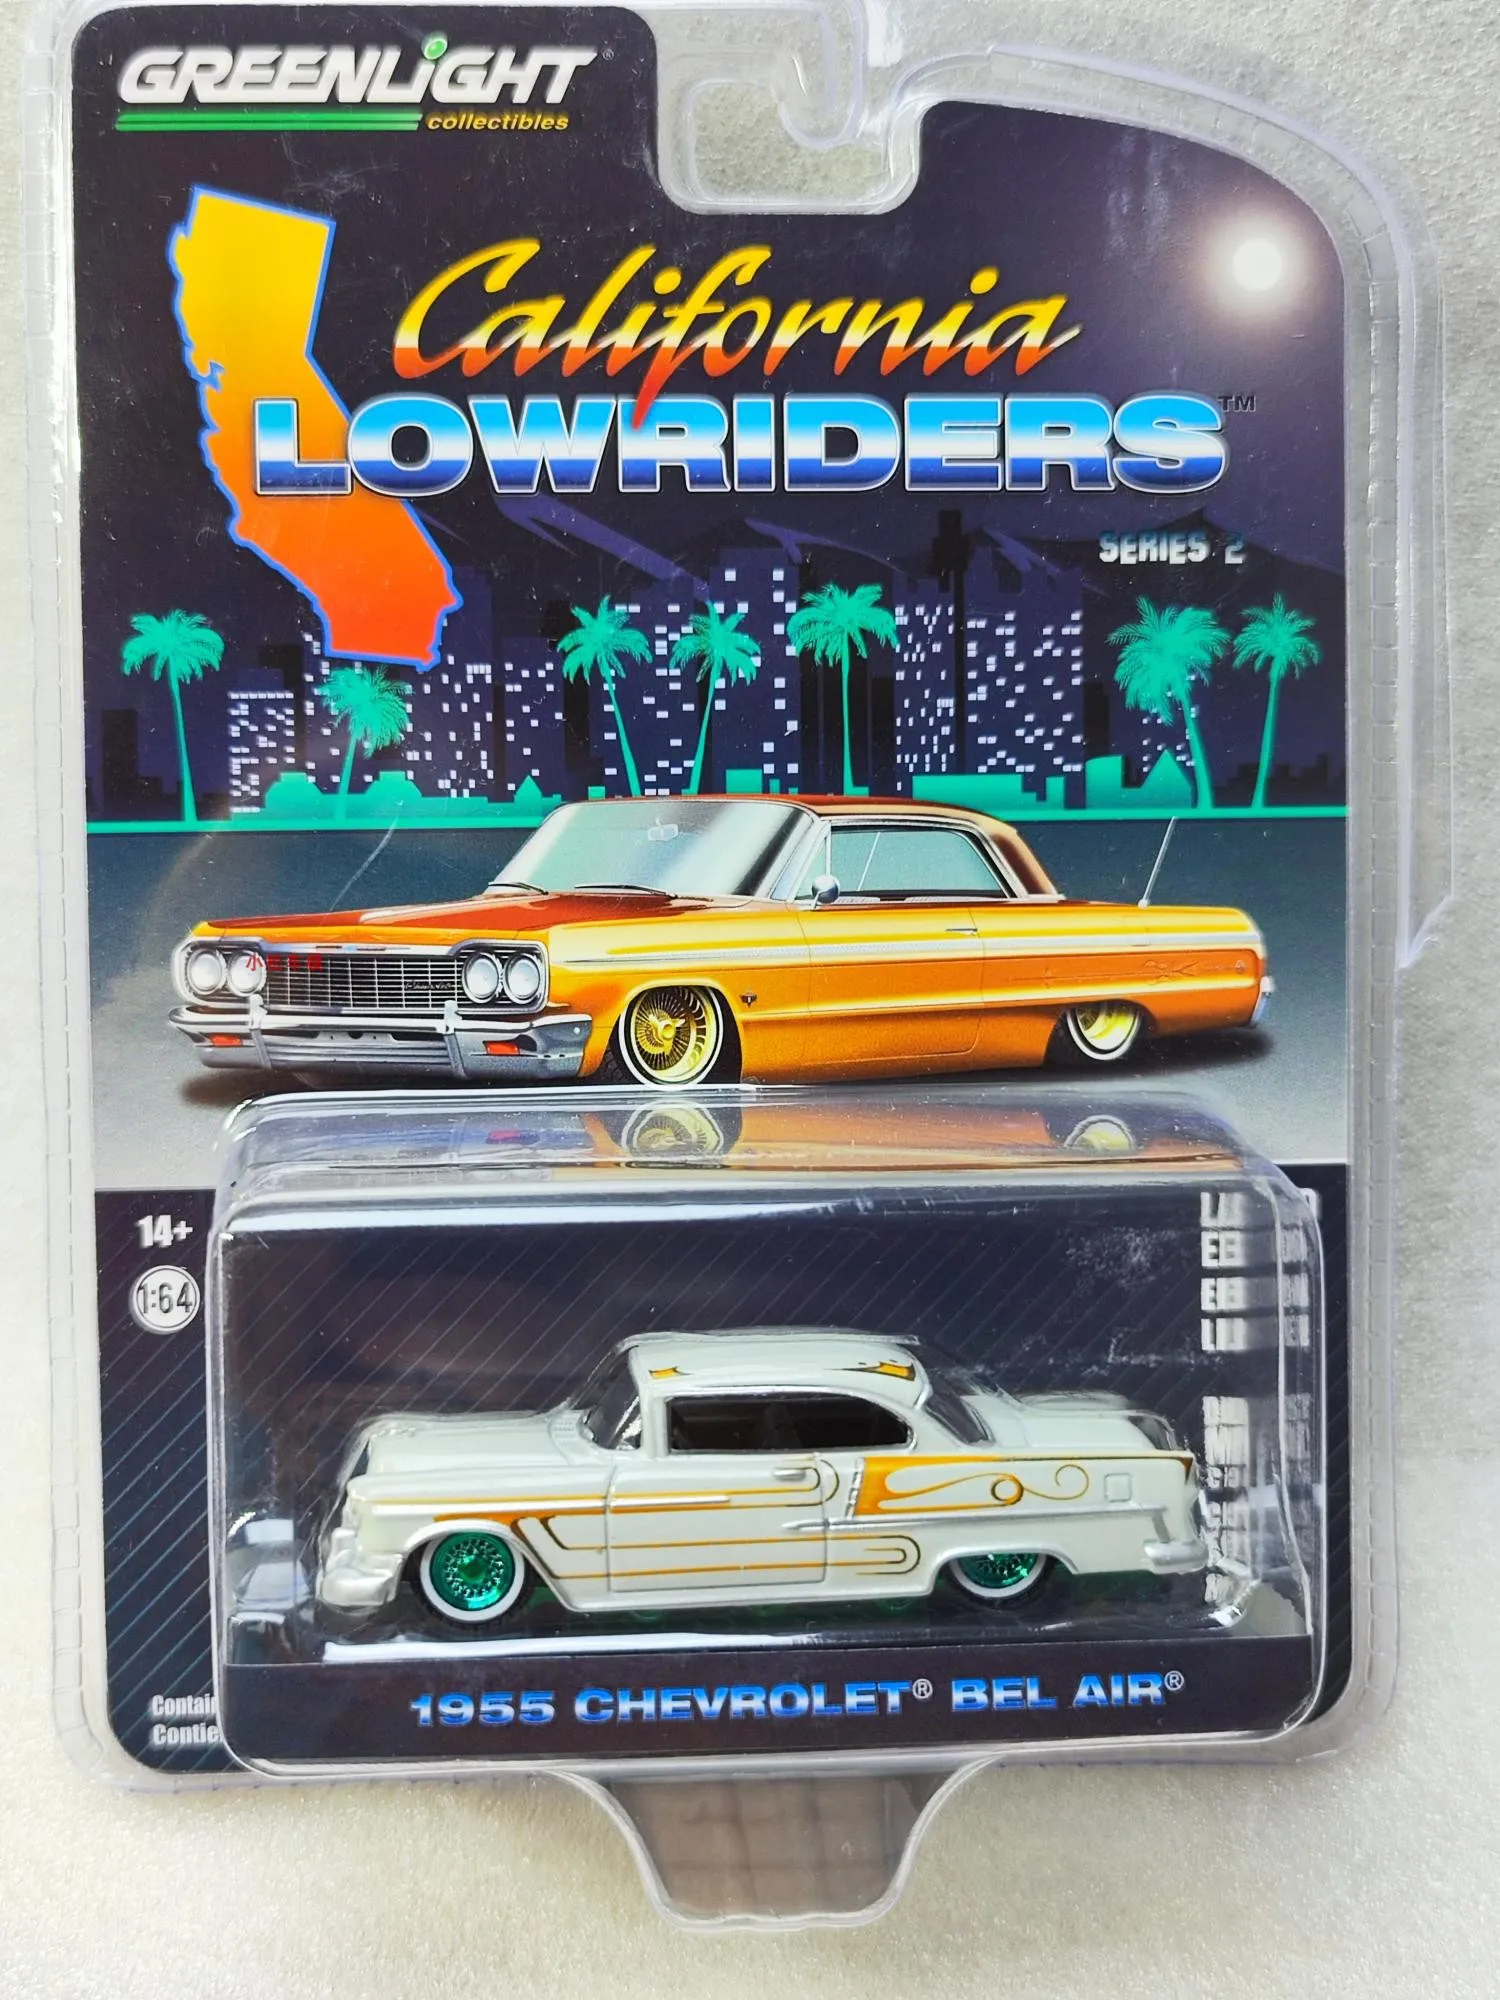 GREENLiGHT®
collectibles
California
LOWRIDERS™
SERIES 2
14+
1:64
1955 CHEVROLET® BEL AIR®